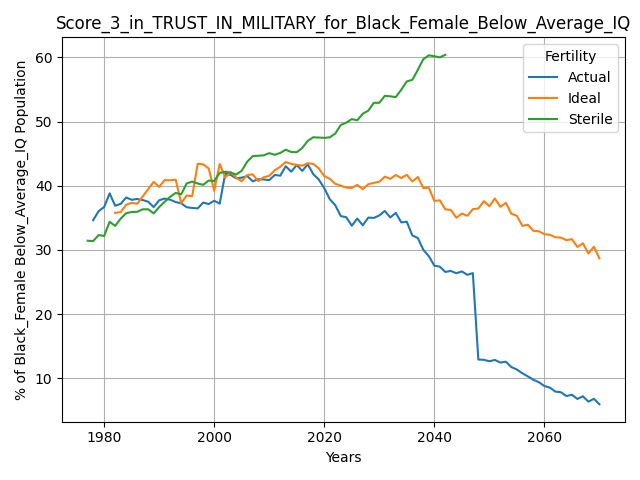 Score_3_in_TRUST_IN_MILITARY_for_Black_Female_Below_Average_IQ
% of Black_Female Below_Average_IQ Population
60
50
40
30
20
10
Fertility
Actual
Ideal
Sterile
1980
2000
2020
2040
2060
Years